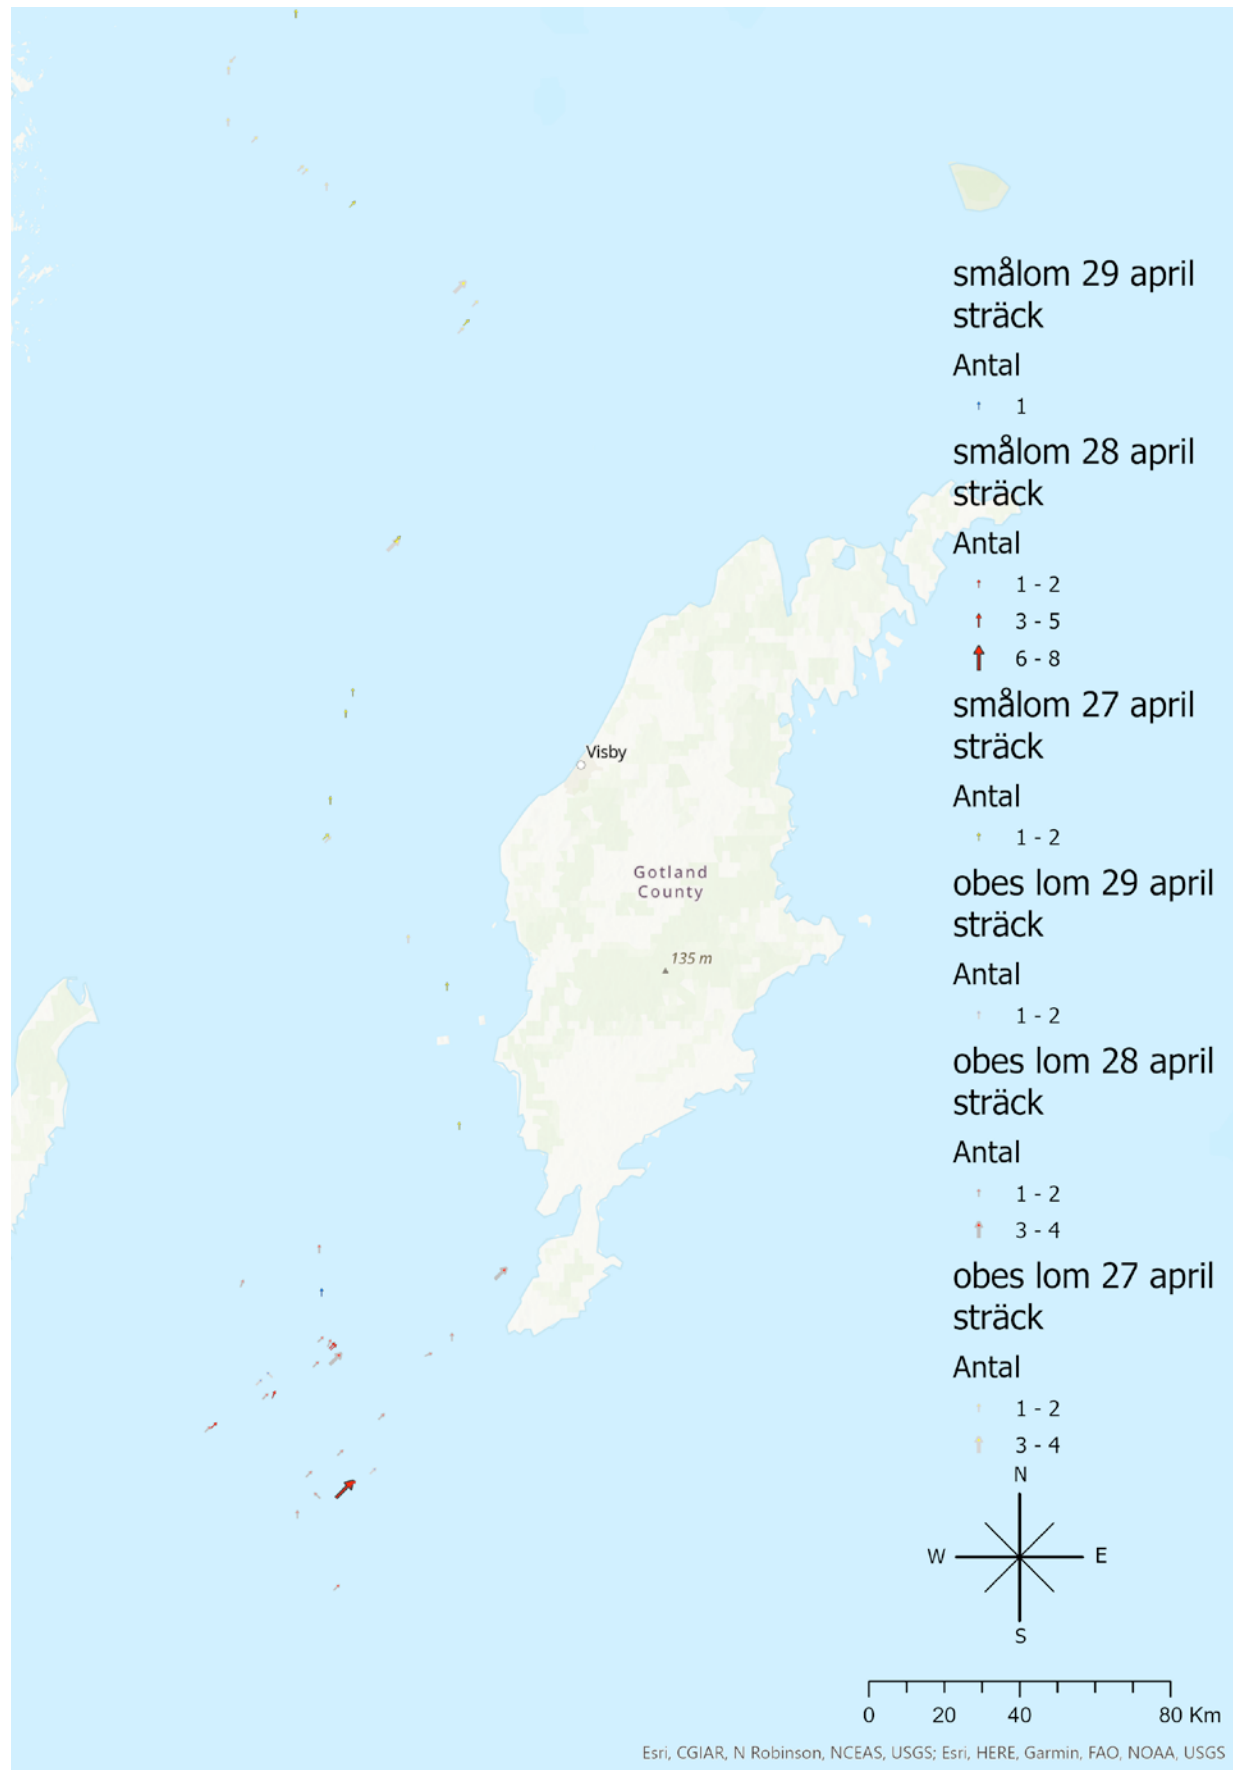 smålom 29 april
sträck
Antal
1
smålom 28 april
sträck
Antal
1 - 2
3 - 5
6 - 8
smålom 27 april
sträck
Visby
Antal
1 - 2
Gotland
County
obes lom 29 april
sträck
135 m
Antal
1 - 2
obes lom 28 april
sträck
Antal
1 - 2
3 - 4
obes lom 27 april
sträck
Antal
1 - 2
3 - 4
N
W E
S
0 20 40 80 Km
Esri, CGIAR, N Robinson, NCEAS, USGS; Esri, HERE, Garmin, FAO, NOAA, USGS